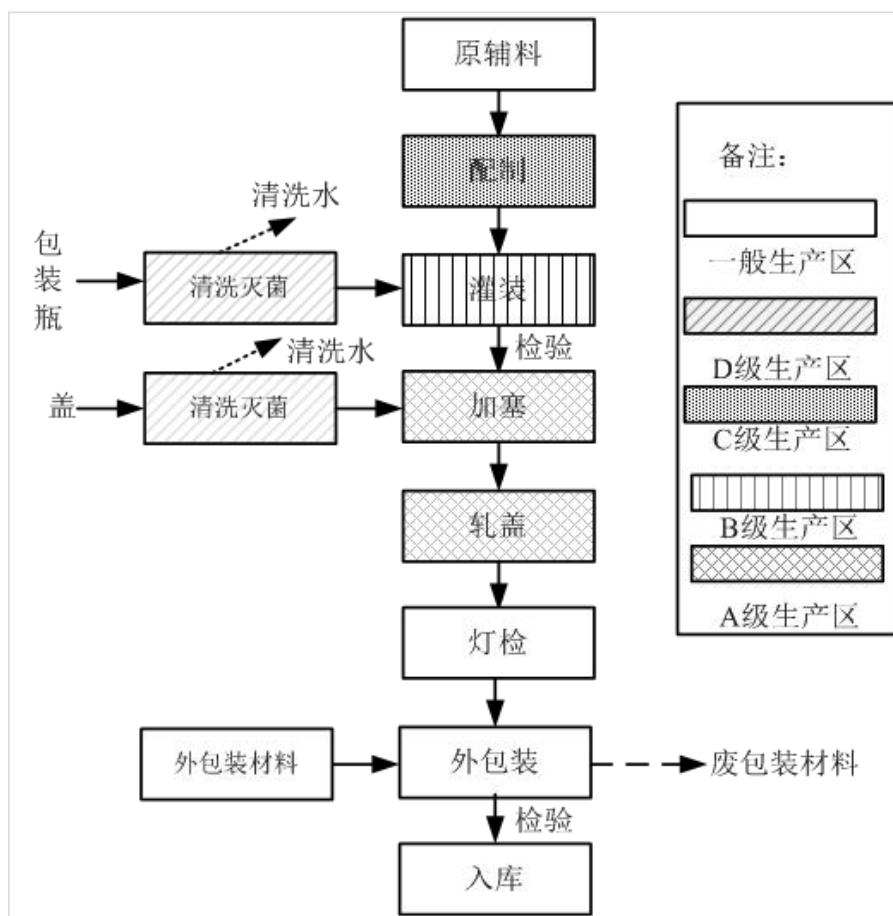 原辅料
配制
清洗水
包装瓶
清洗灭菌
灌装
检验
清洗水
盖
清洗灭菌
加塞
轧盖
灯检
外包装材料
外包装
废包装材料
检验
入库
备注：
一般生产区
D级生产区
C级生产区
B级生产区
A级生产区